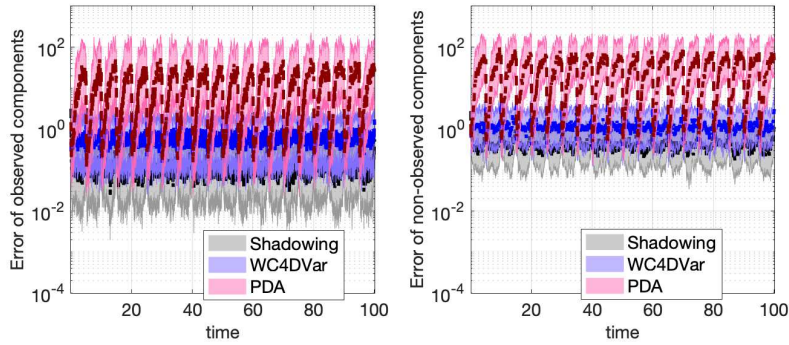 Error of observed components
10^2
10^0
10^-2
10^-4
20 40 60 80 100
time
Shadowing
WC4DVar
PDA
Error of non-observed components
10^2
10^0
10^-2
10^-4
20 40 60 80 100
time
Shadowing
WC4DVar
PDA